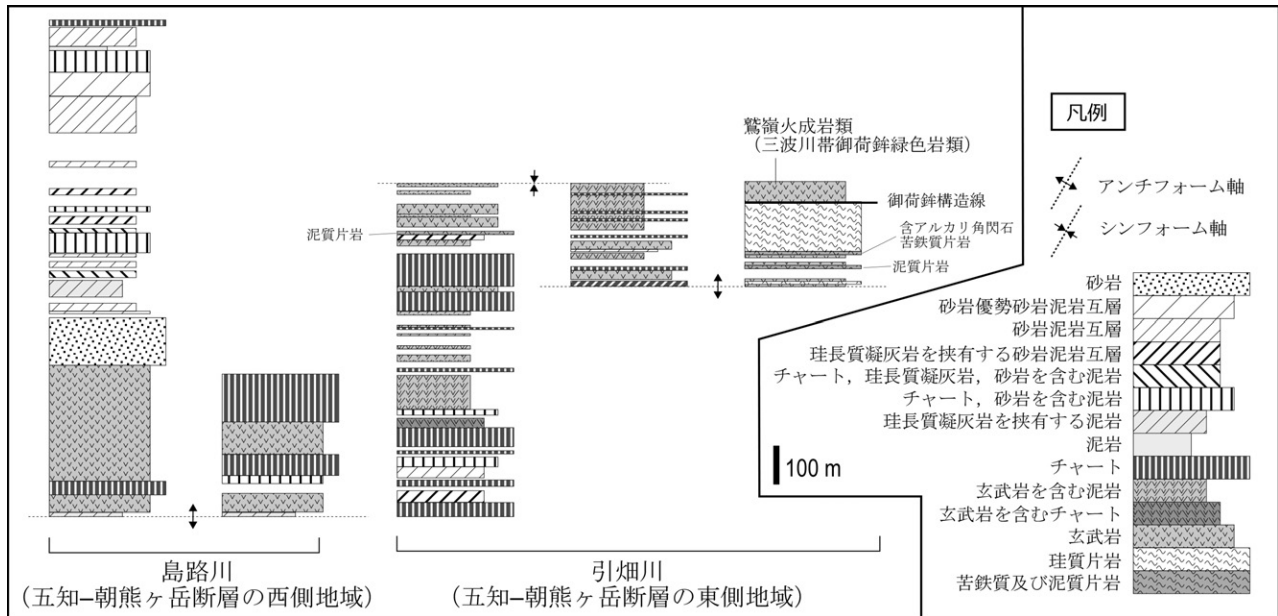 鷲嶺火成岩類
（三波川帯御荷鉾緑色岩類）
御荷鉾構造線
含アルカリ角閃石
苦鉄質片岩
泥質片岩
泥質片岩
100 m
島路川
（五知–朝熊ヶ岳断層の西側地域）
引畑川
（五知–朝熊ヶ岳断層の東側地域）
凡例
アンチフォーム軸
シンフォーム軸
砂岩
砂岩優勢砂岩泥岩互層
砂岩泥岩互層
珪長質凝灰岩を挟有する砂岩泥岩互層
チャート，珪長質凝灰岩，砂岩を含む泥岩
チャート，砂岩を含む泥岩
珪長質凝灰岩を挟有する泥岩
泥岩
チャート
玄武岩を含む泥岩
玄武岩を含むチャート
玄武岩
珪質片岩
苦鉄質及び泥質片岩